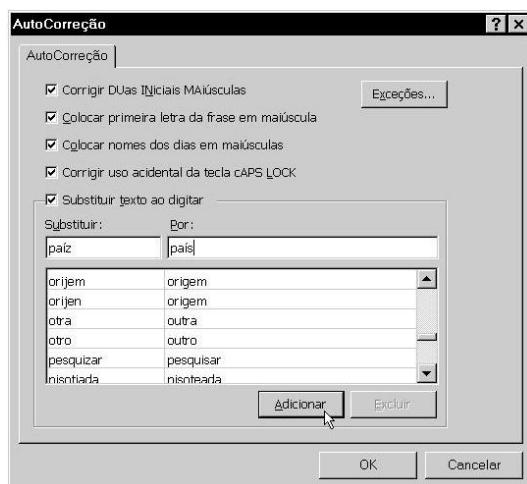 AutoCorreção
AutoCorreção
Corrigir DUas INiciais MAiúsculas
Exceções...
Colocar primeira letra da frase em maiúscula
Colocar nomes dos dias em maiúsculas
Corrigir uso acidental da tecla cAPS LOCK
Substituir texto ao digitar
Substituir: Por:
paíz país
orijem origem
orijen origem
otra outra
otro outro
pesquizar pesquisar
pisotiada pisoteada
Adicionar Excluir
OK Cancelar